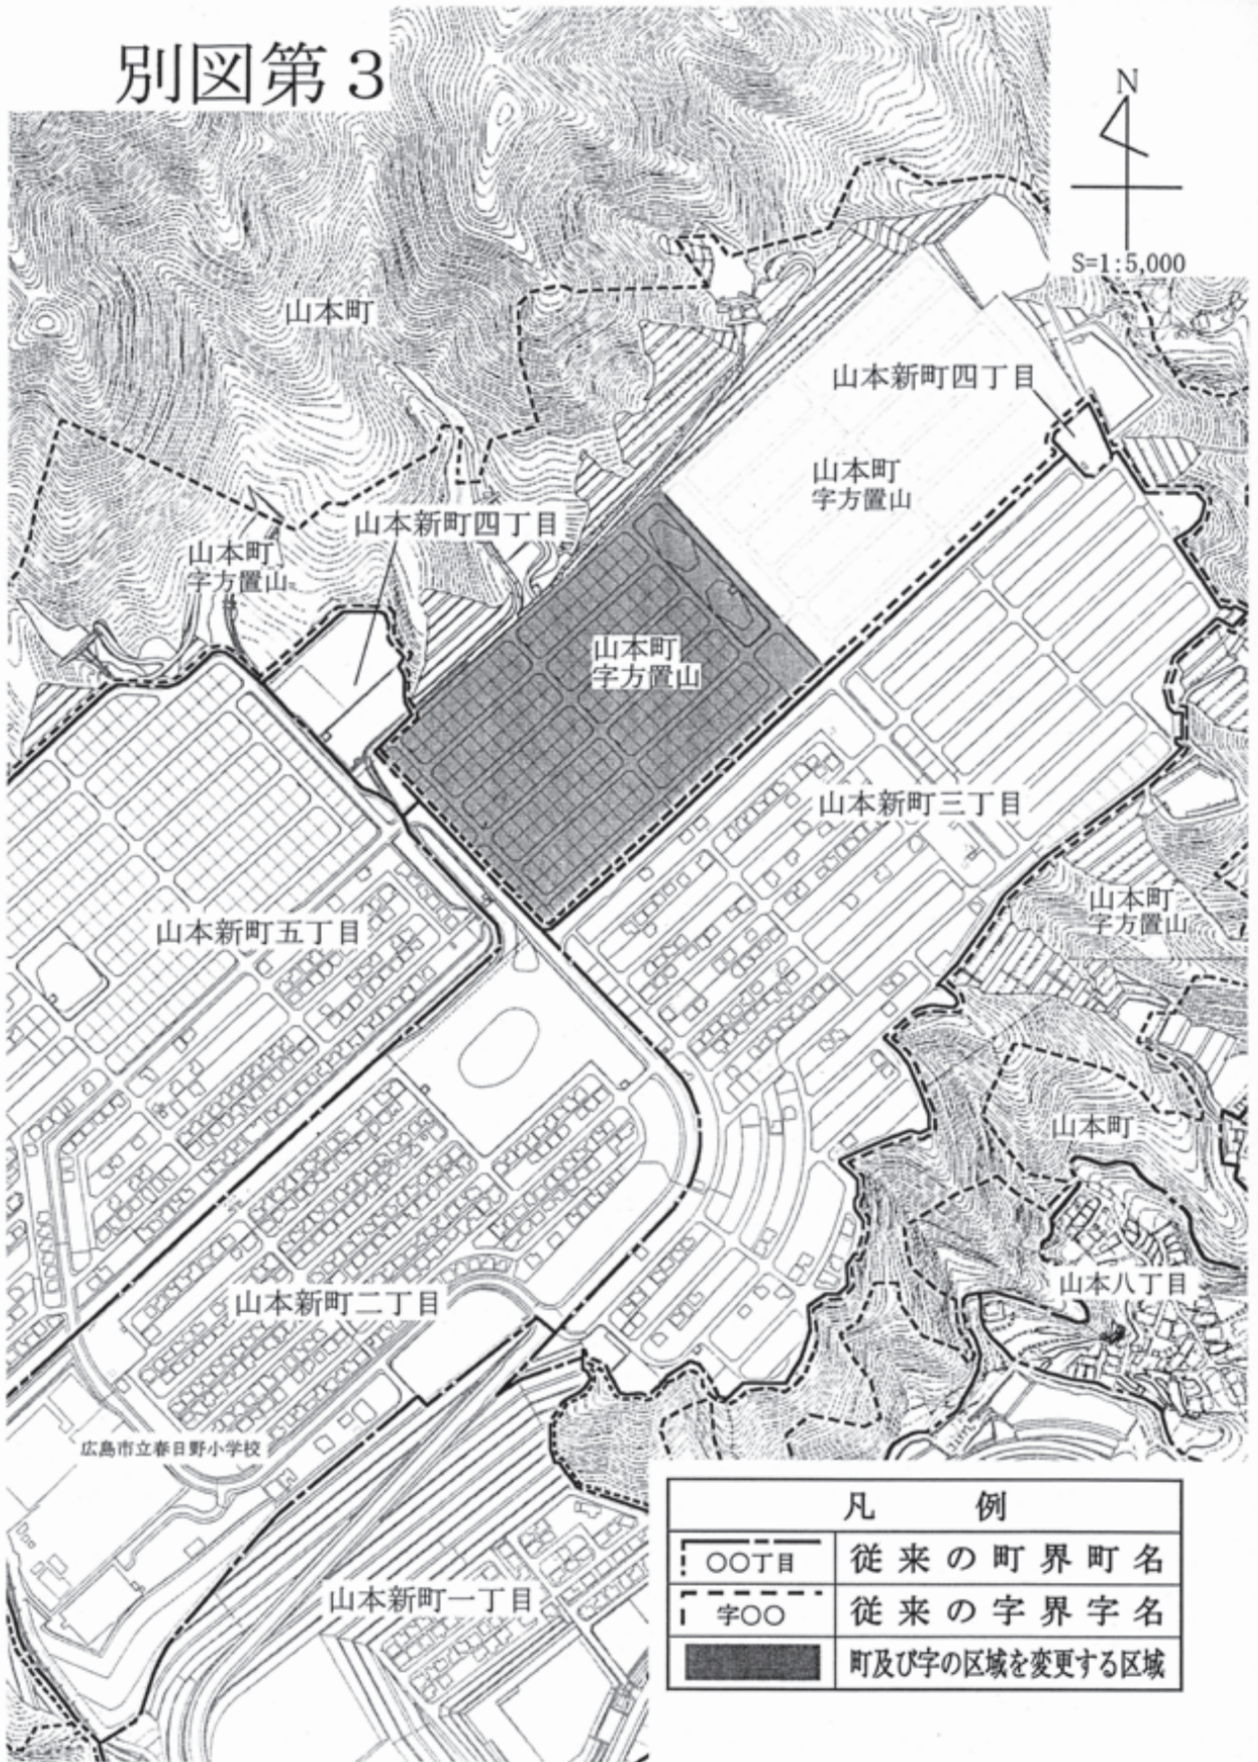 別図第3
N
S=1:5,000
山本町
山本新町四丁目
山本町
字方置山
山本新町四丁目
山本町
字方置山
山本町
字方置山
山本新町三丁目
山本町
字方置山
山本新町五丁目
山本町
山本八丁目
山本新町二丁目
広島市立春日野小学校
山本新町一丁目
凡例
○○丁目 従来の町界町名
字○○ 従来の字界字名
町及び字の区域を変更する区域